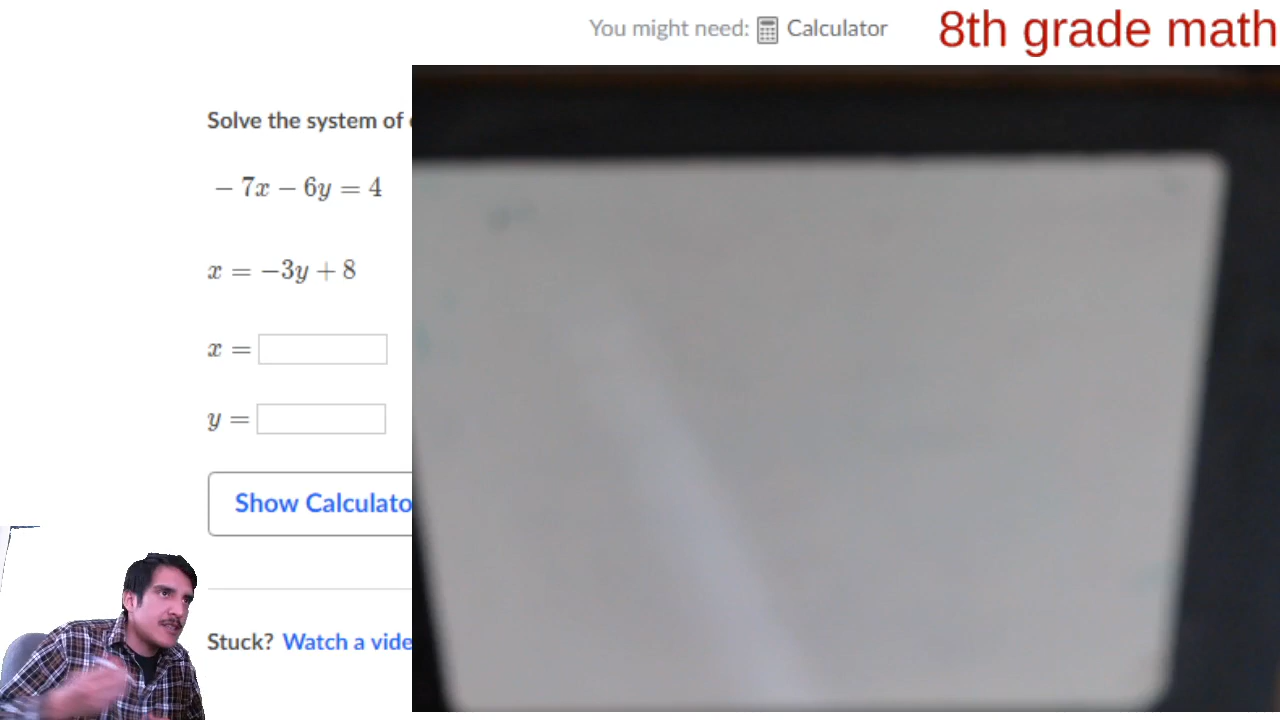 You might need: Calculator
8th grade math
Solve the system of
− 7x − 6y = 4
x = −3y + 8
x =
y =
Show Calculato
Stuck? Watch a vide